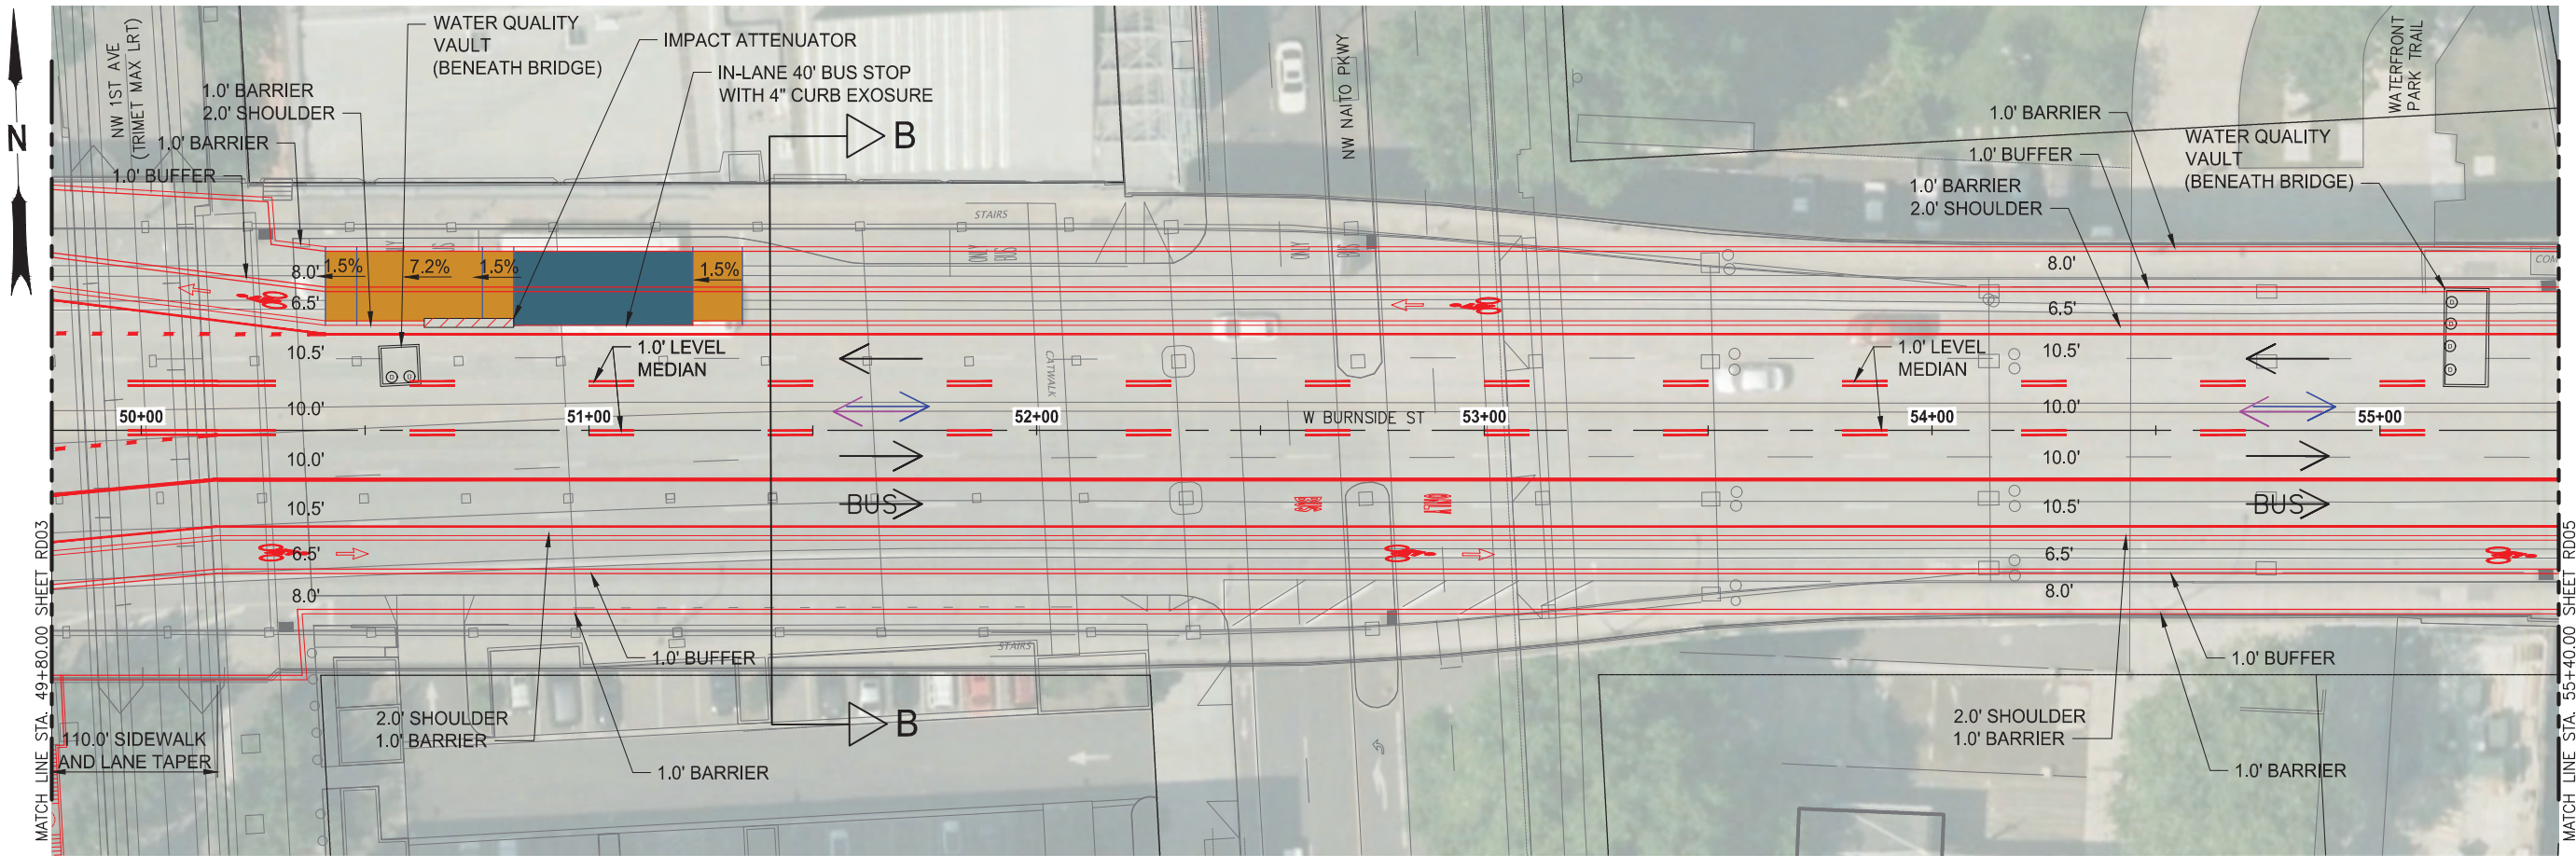 N
NW 1ST AVE
(TRIMET MAX LRT)
WATER QUALITY
VAULT
(BENEATH BRIDGE)
IMPACT ATTENUATOR
IN-LANE 40' BUS STOP
WITH 4" CURB EXOSURE
1.0' BARRIER
2.0' SHOULDER
1.0' BARRIER
1.0' BUFFER
B
NW NAITO PKWY
WATERFRONT
PARK TRAIL
1.0' BARRIER
1.0' BUFFER
1.0' BARRIER
2.0' SHOULDER
WATER QUALITY
VAULT
(BENEATH BRIDGE)
STAIRS
ONLY
BUS
ONLY
BUS
COM
8.0'
1.5%
7.2%
1.5%
1.5%
8.0'
6.5'
6.5'
10.5'
1.0' LEVEL
MEDIAN
CATWALK
1.0' LEVEL
MEDIAN
10.5'
10.0'
10.0'
50+00
51+00
52+00
W BURNSIDE ST
53+00
54+00
55+00
10.0'
10.0'
10.5'
BUS
BUS
ONLY
10.5'
BUS
6.5'
6.5'
8.0'
8.0'
STAIRS
1.0' BUFFER
1.0' BUFFER
2.0' SHOULDER
1.0' BARRIER
B
2.0' SHOULDER
1.0' BARRIER
110.0' SIDEWALK
AND LANE TAPER
1.0' BARRIER
1.0' BARRIER
MATCH LINE STA. 49+80.00 SHEET RD03
MATCH LINE STA. 55+40.00 SHEET RD05